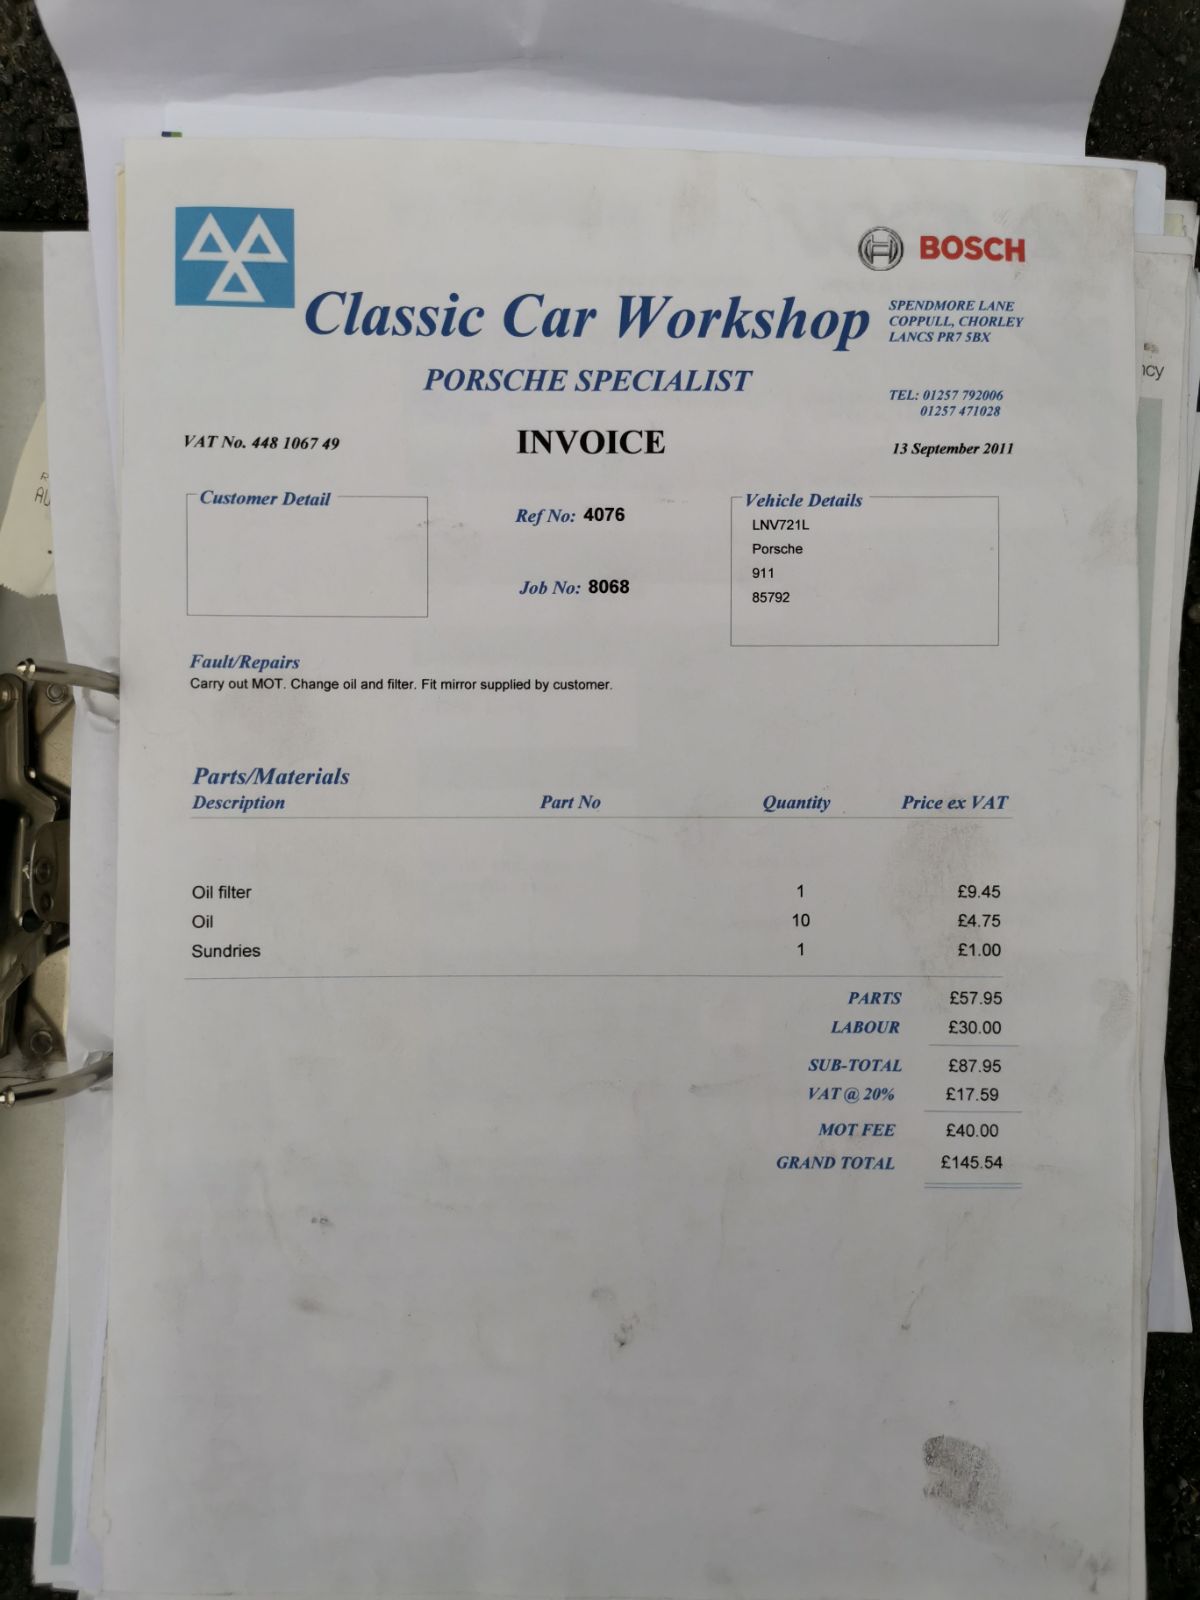 BOSCH
Classic Car Workshop
SPENDMORE LANE
COPPULL, CHORLEY
LANCS PR7 5BX
PORSCHE SPECIALIST
TEL: 01257 792006
01257 471028
VAT No. 448 1067 49
INVOICE
13 September 2011
Customer Detail
Ref No: 4076
Job No: 8068
Vehicle Details
LNV721L
Porsche
911
85792
Fault/Repairs
Carry out MOT. Change oil and filter. Fit mirror supplied by customer.
Parts/Materials
Description Part No Quantity Price ex VAT
Oil filter 1 £9.45
Oil 10 £4.75
Sundries 1 £1.00
PARTS £57.95
LABOUR £30.00
SUB-TOTAL £87.95
VAT @ 20% £17.59
MOT FEE £40.00
GRAND TOTAL £145.54